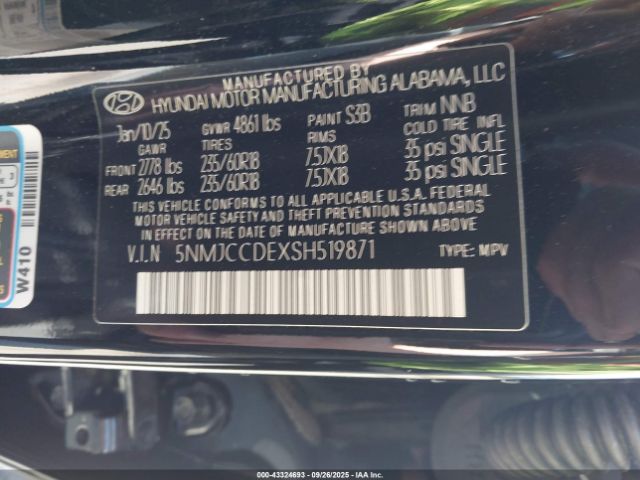 MANUFACTURED BY
HYUNDAI MOTOR MANUFACTURING ALABAMA, LLC
Jan/10/25 GVWR 4861 lbs PAINT S3B TRIM NNB
GAWR TIRES RIMS COLD TIRE INFL
FRONT 2778 lbs 235/60R18 7.5JX18 35 psi SINGLE
REAR 2646 lbs 235/60R18 7.5JX18 35 psi SINGLE
THIS VEHICLE CONFORMS TO ALL APPLICABLE U.S.A. FEDERAL
MOTOR VEHICLE SAFETY AND THEFT PREVENTION STANDARDS
IN EFFECT ON THE DATE OF MANUFACTURE SHOWN ABOVE
V.I.N 5NMJCCDEXSH519871 TYPE: MPV
W410
000-43324693 - 09/26/2025 - Copyright IAA, Inc.